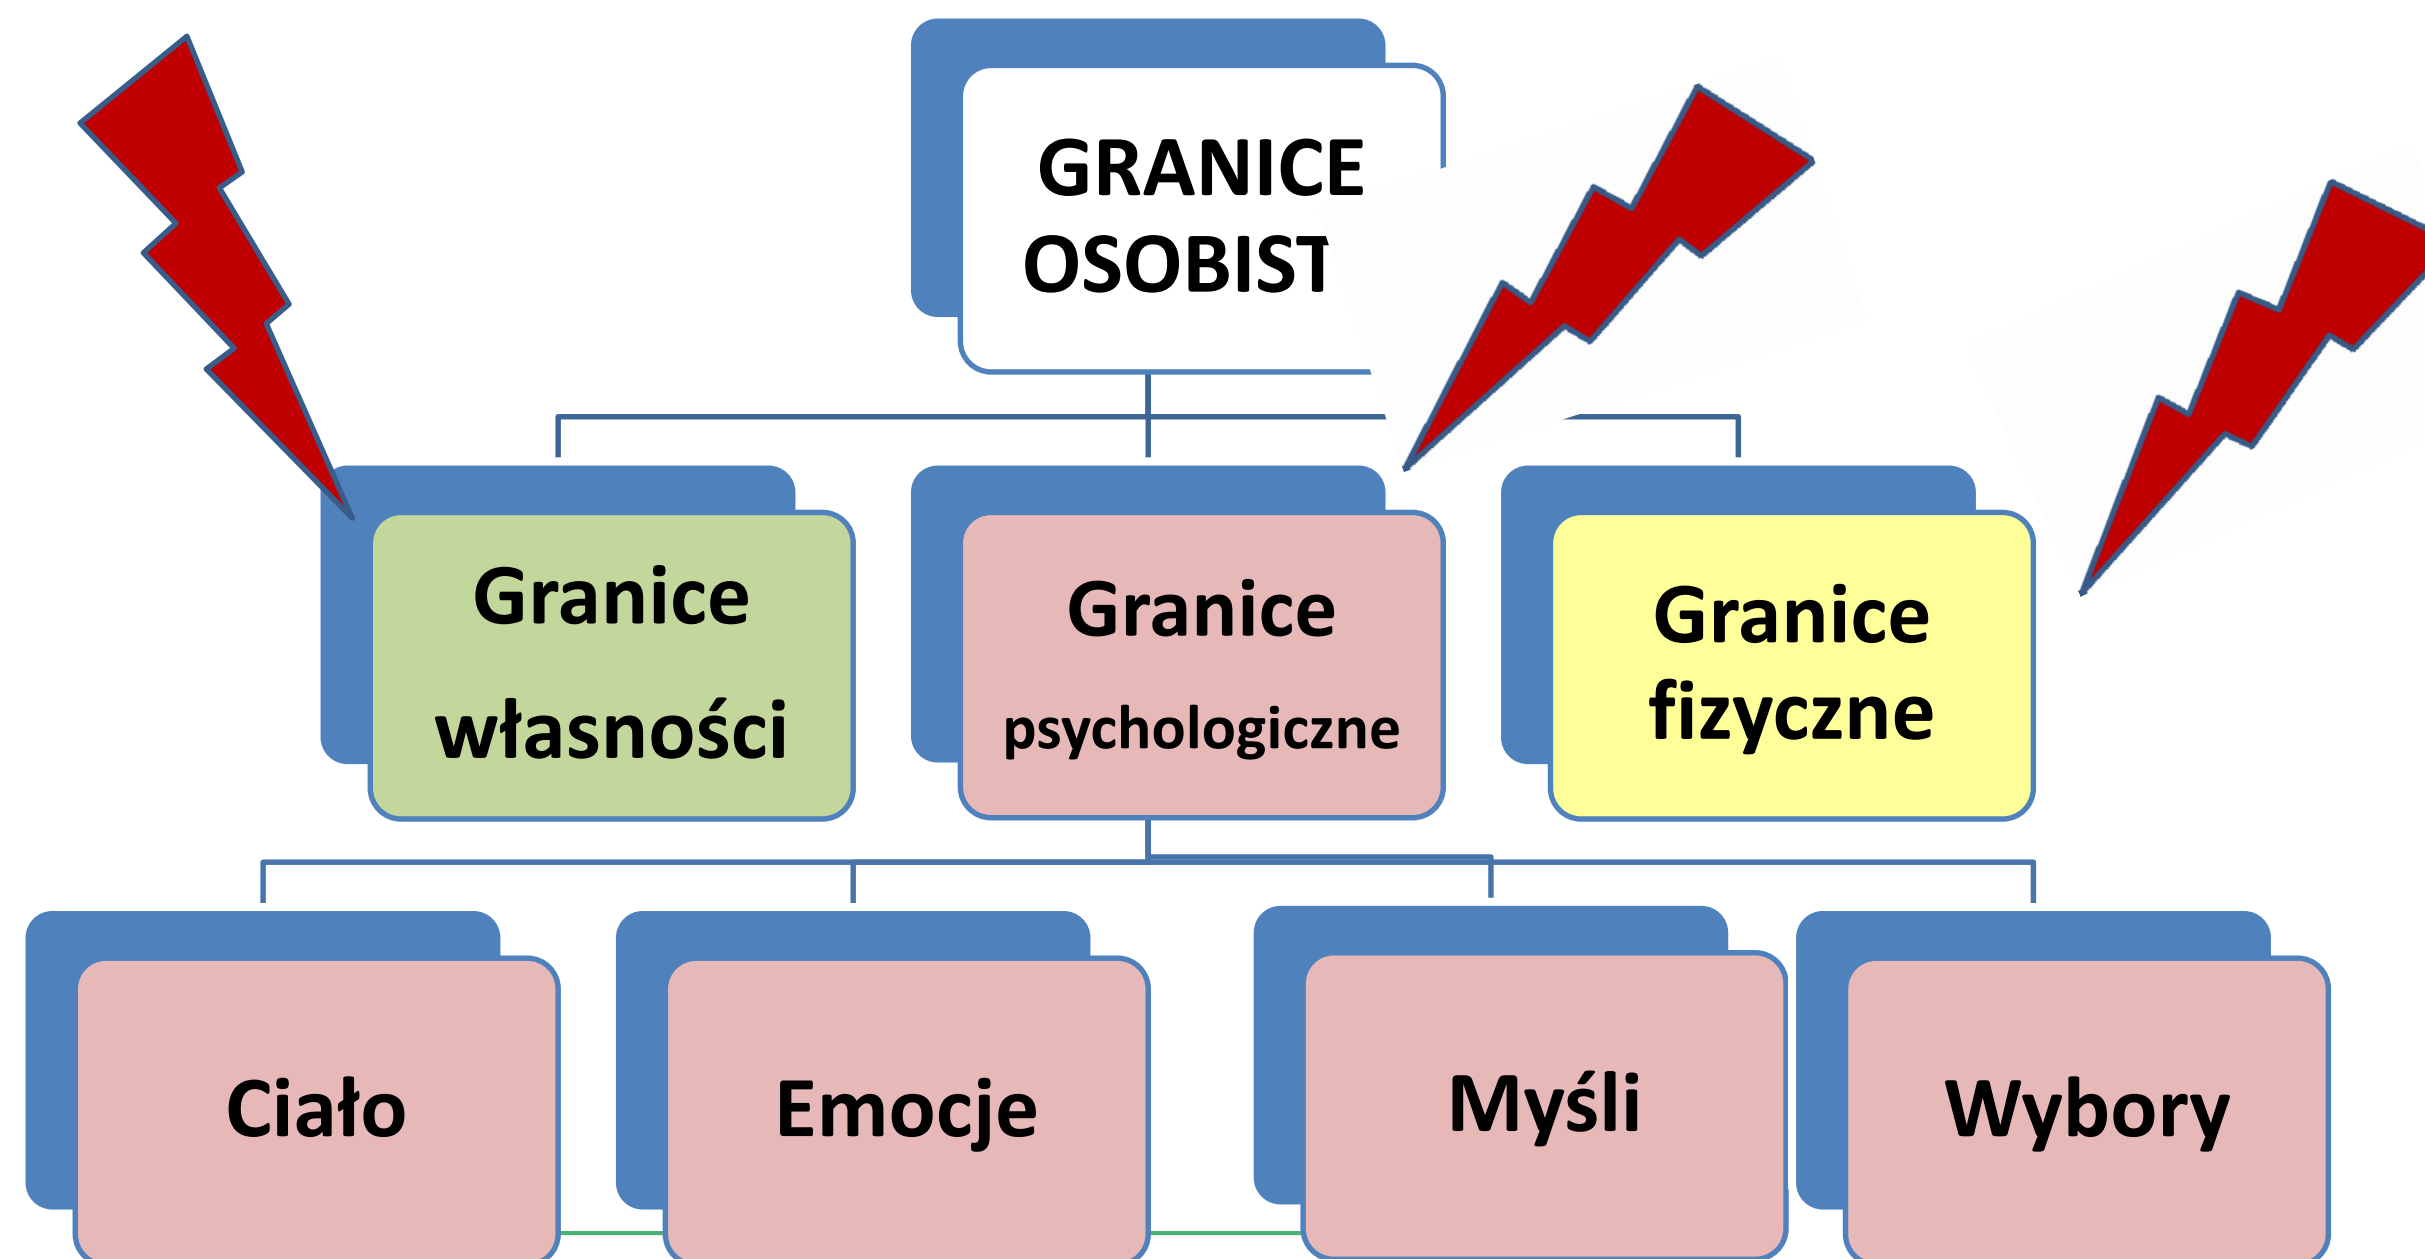 GRANICE
OSOBIST
Granice
własności
Granice
psychologiczne
Granice
fizyczne
Ciało
Emocje
Myśli
Wybory